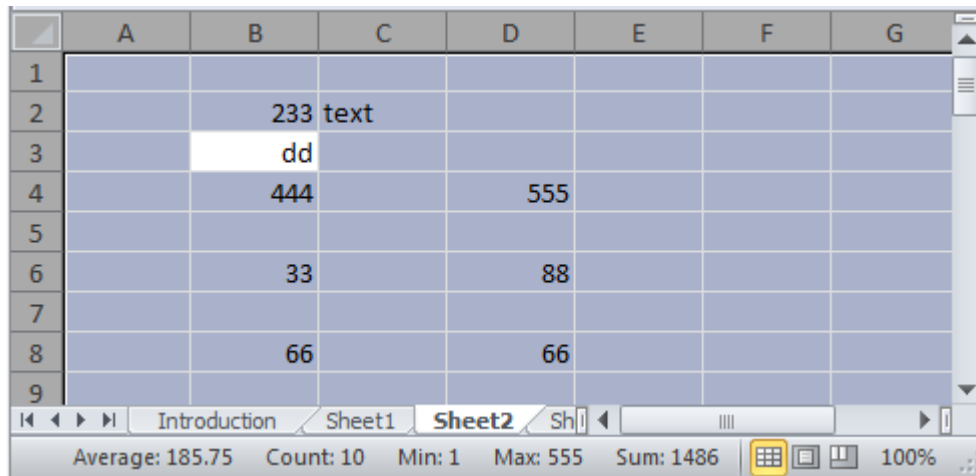 A B C D E F G
1
2 233 text
3 dd
4 444 555
5
6 33 88
7
8 66 66
9
Introduction Sheet1 Sheet2
Average: 185.75 Count: 10 Min: 1 Max: 555 Sum: 1486 100%